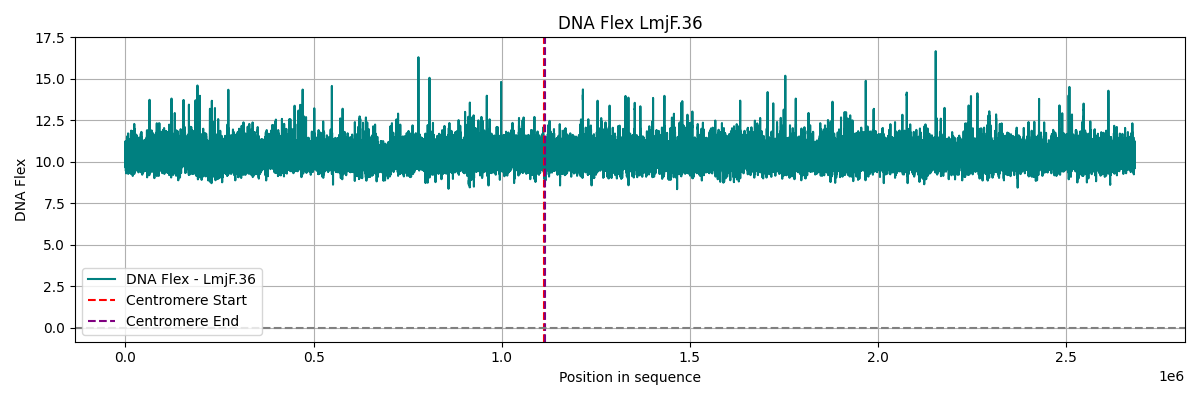 DNA Flex LmjF.36
17.5
15.0
12.5
10.0
7.5
5.0
2.5
0.0
DNA Flex
DNA Flex - LmjF.36
Centromere Start
Centromere End
0.0 0.5 1.0 1.5 2.0 2.5
Position in sequence
1e6